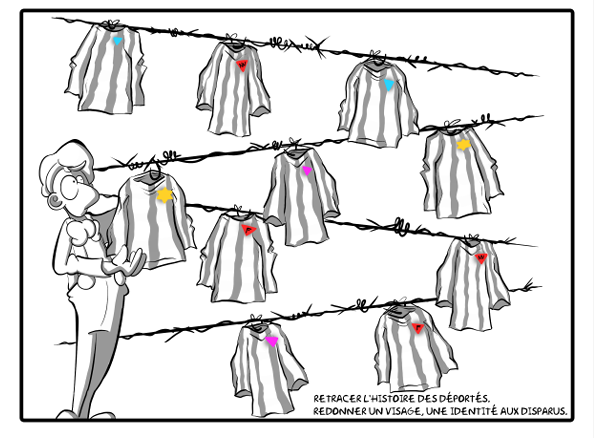 RETRACER L'HISTOIRE DES DÉPORTÉS.
REDONNER UN VISAGE, UNE IDENTITÉ AUX DISPARUS.